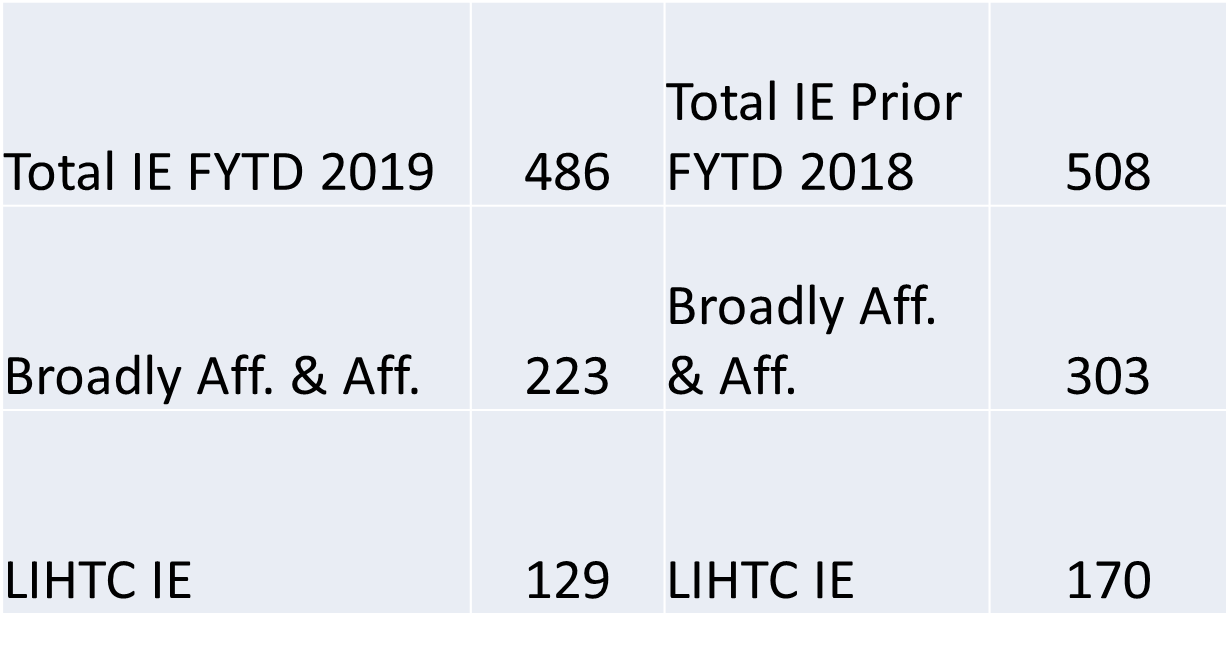 Total IE FYTD 2019 486 Total IE Prior
FYTD 2018 508
Broadly Aff. & Aff. 223 Broadly Aff.
& Aff. 303
LIHTC IE 129 LIHTC IE 170